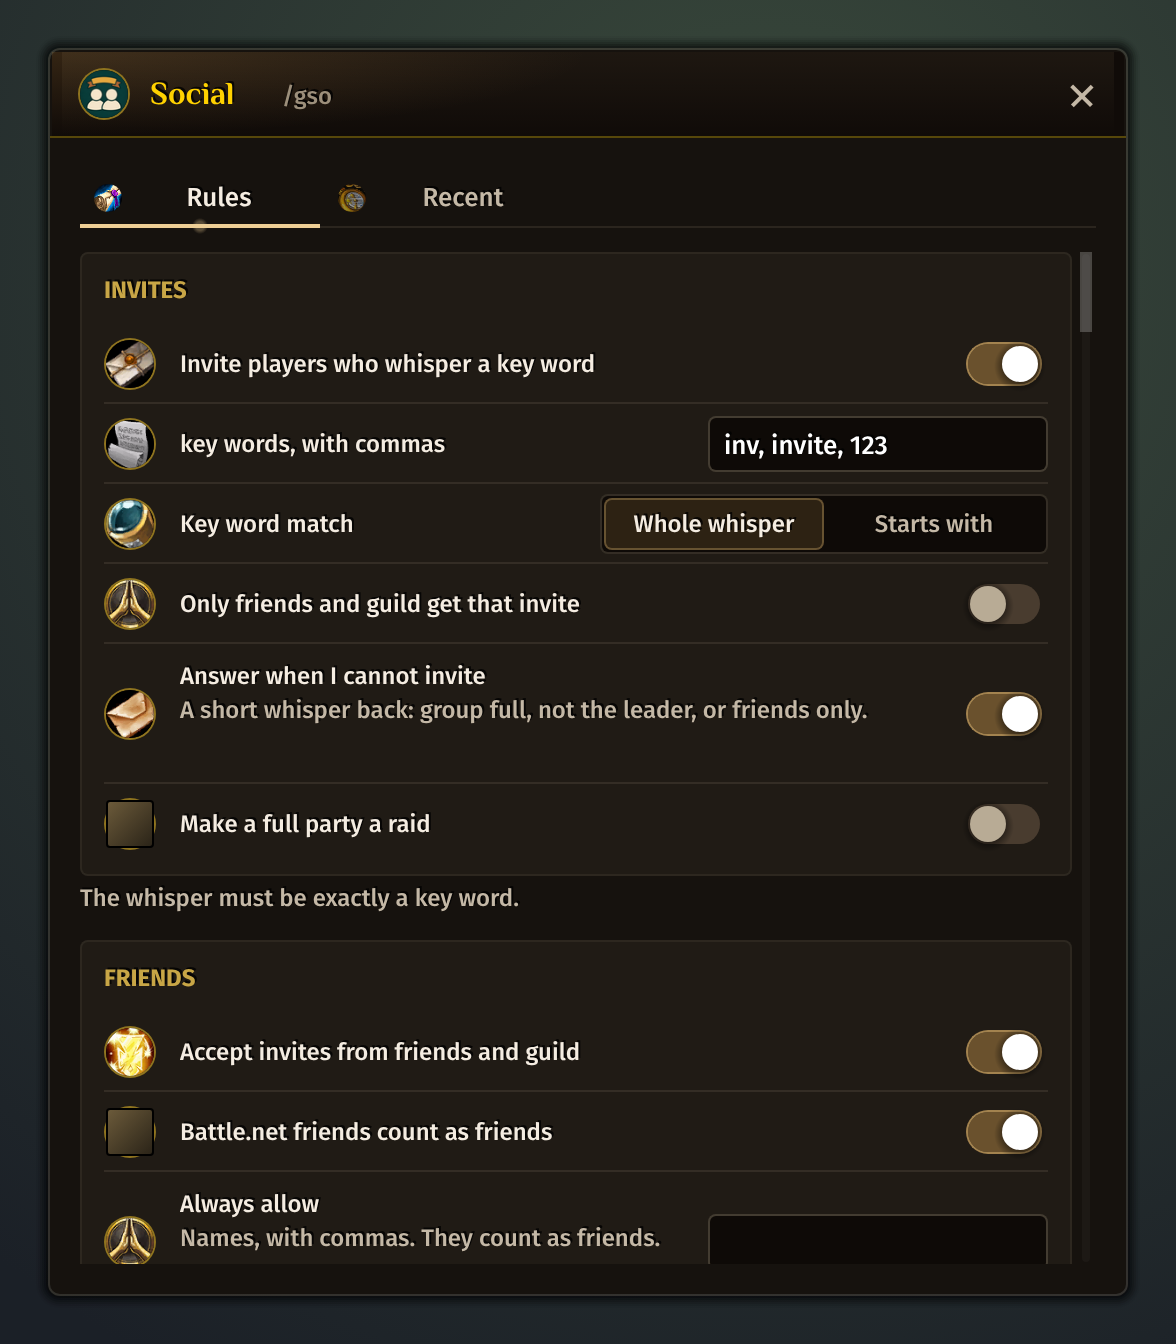 Social /gso
Rules Recent
INVITES
Invite players who whisper a key word
key words, with commas inv, invite, 123
Key word match Whole whisper Starts with
Only friends and guild get that invite
Answer when I cannot invite
A short whisper back: group full, not the leader, or friends only.
Make a full party a raid
The whisper must be exactly a key word.
FRIENDS
Accept invites from friends and guild
Battle.net friends count as friends
Always allow
Names, with commas. They count as friends.